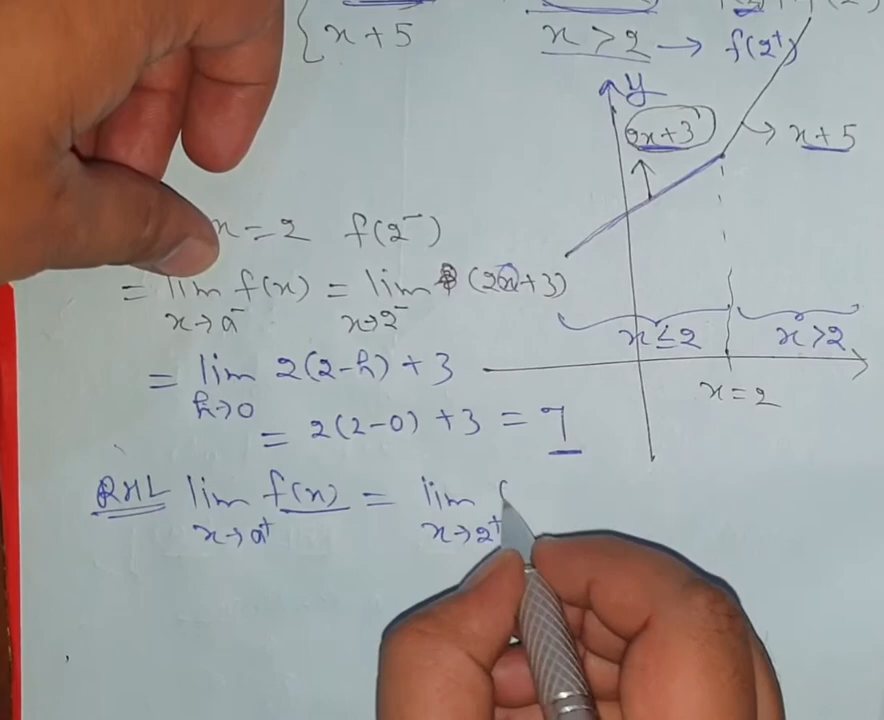 x + 5 x > 2 → f(2⁺)
y
2x+3
→ x + 5
x = 2 f(2⁻)
= lim f(x) = lim (2x+3)
x→a⁻ x→2⁻
x ≤ 2 x > 2
= lim 2(2-h) + 3
h→0
x = 2
= 2(2-0) + 3 = 7
RHL lim f(x) = lim
x→a⁺ x→2⁺